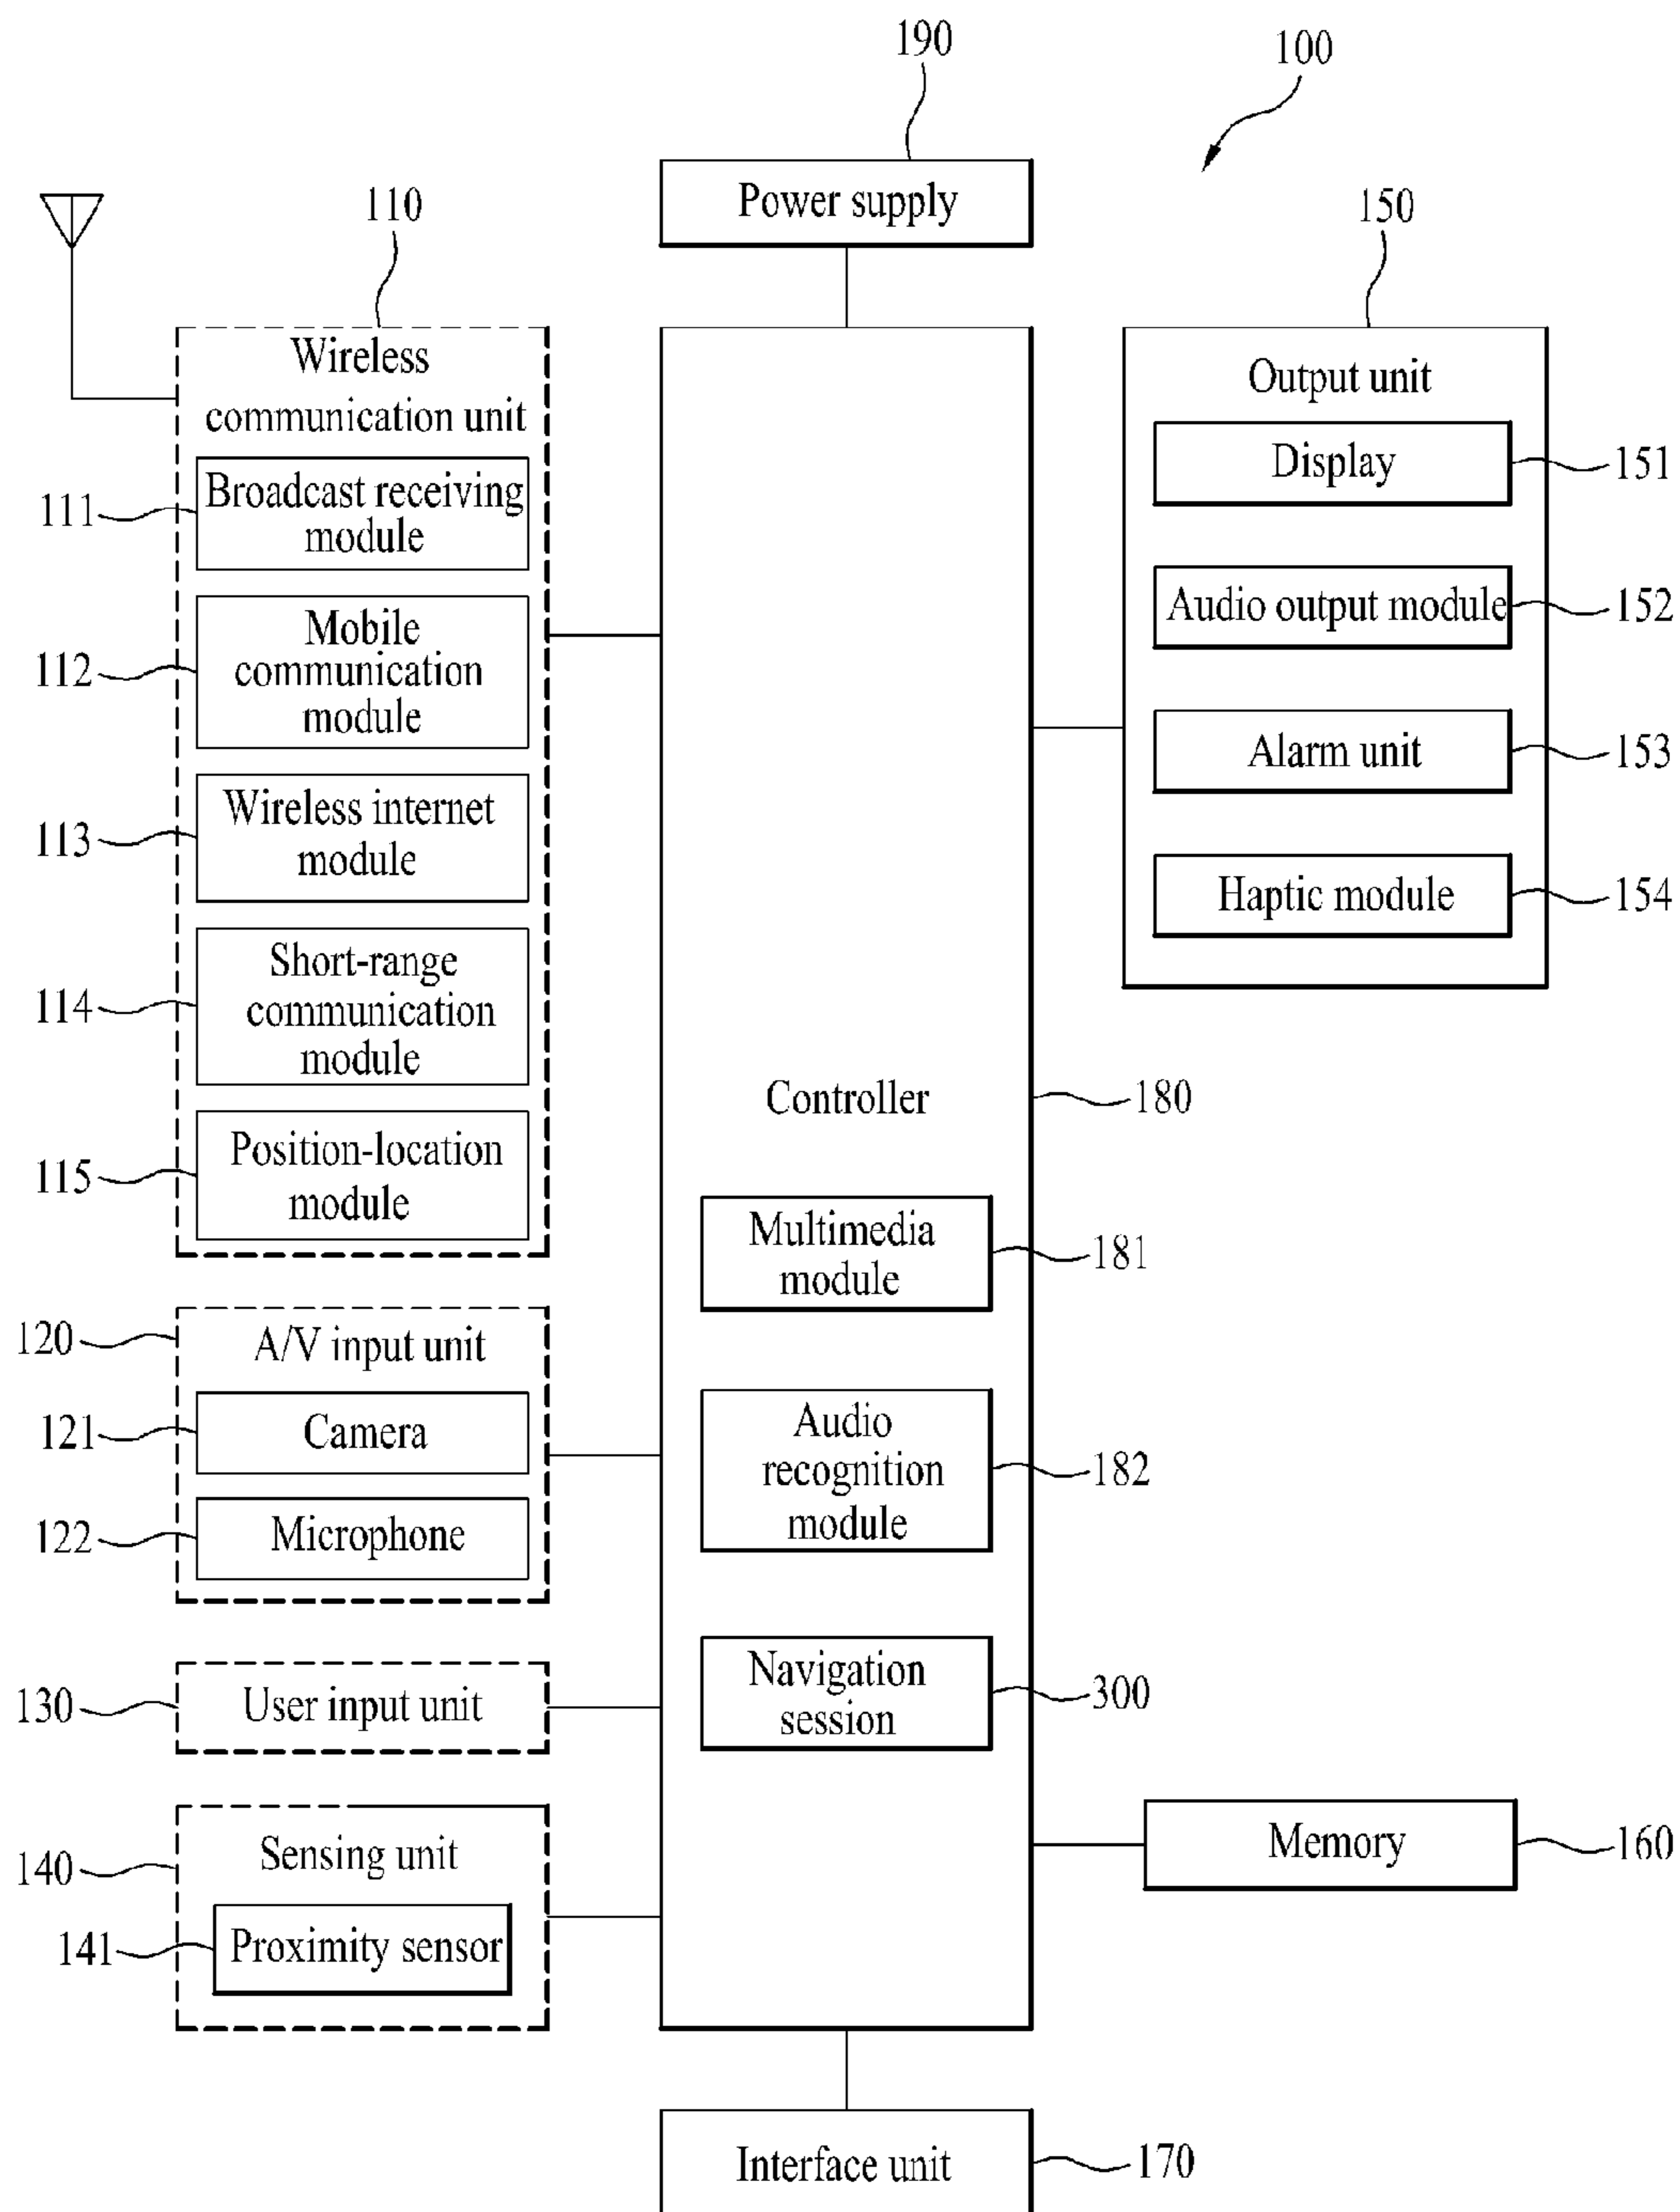 190
100
Power supply
110
150
Wireless
communication unit
Output unit
111
Broadcast receiving
module
Display
151
112
Mobile
communication
module
Audio output module
152
113
Wireless internet
module
Alarm unit
153
114
Short-range
communication
module
Haptic module
154
115
Position-location
module
Controller
180
Multimedia
module
181
120
A/V input unit
121
Camera
122
Microphone
Audio
recognition
module
182
130
User input unit
Navigation
session
300
140
Sensing unit
141
Proximity sensor
Memory
160
Interface unit
170